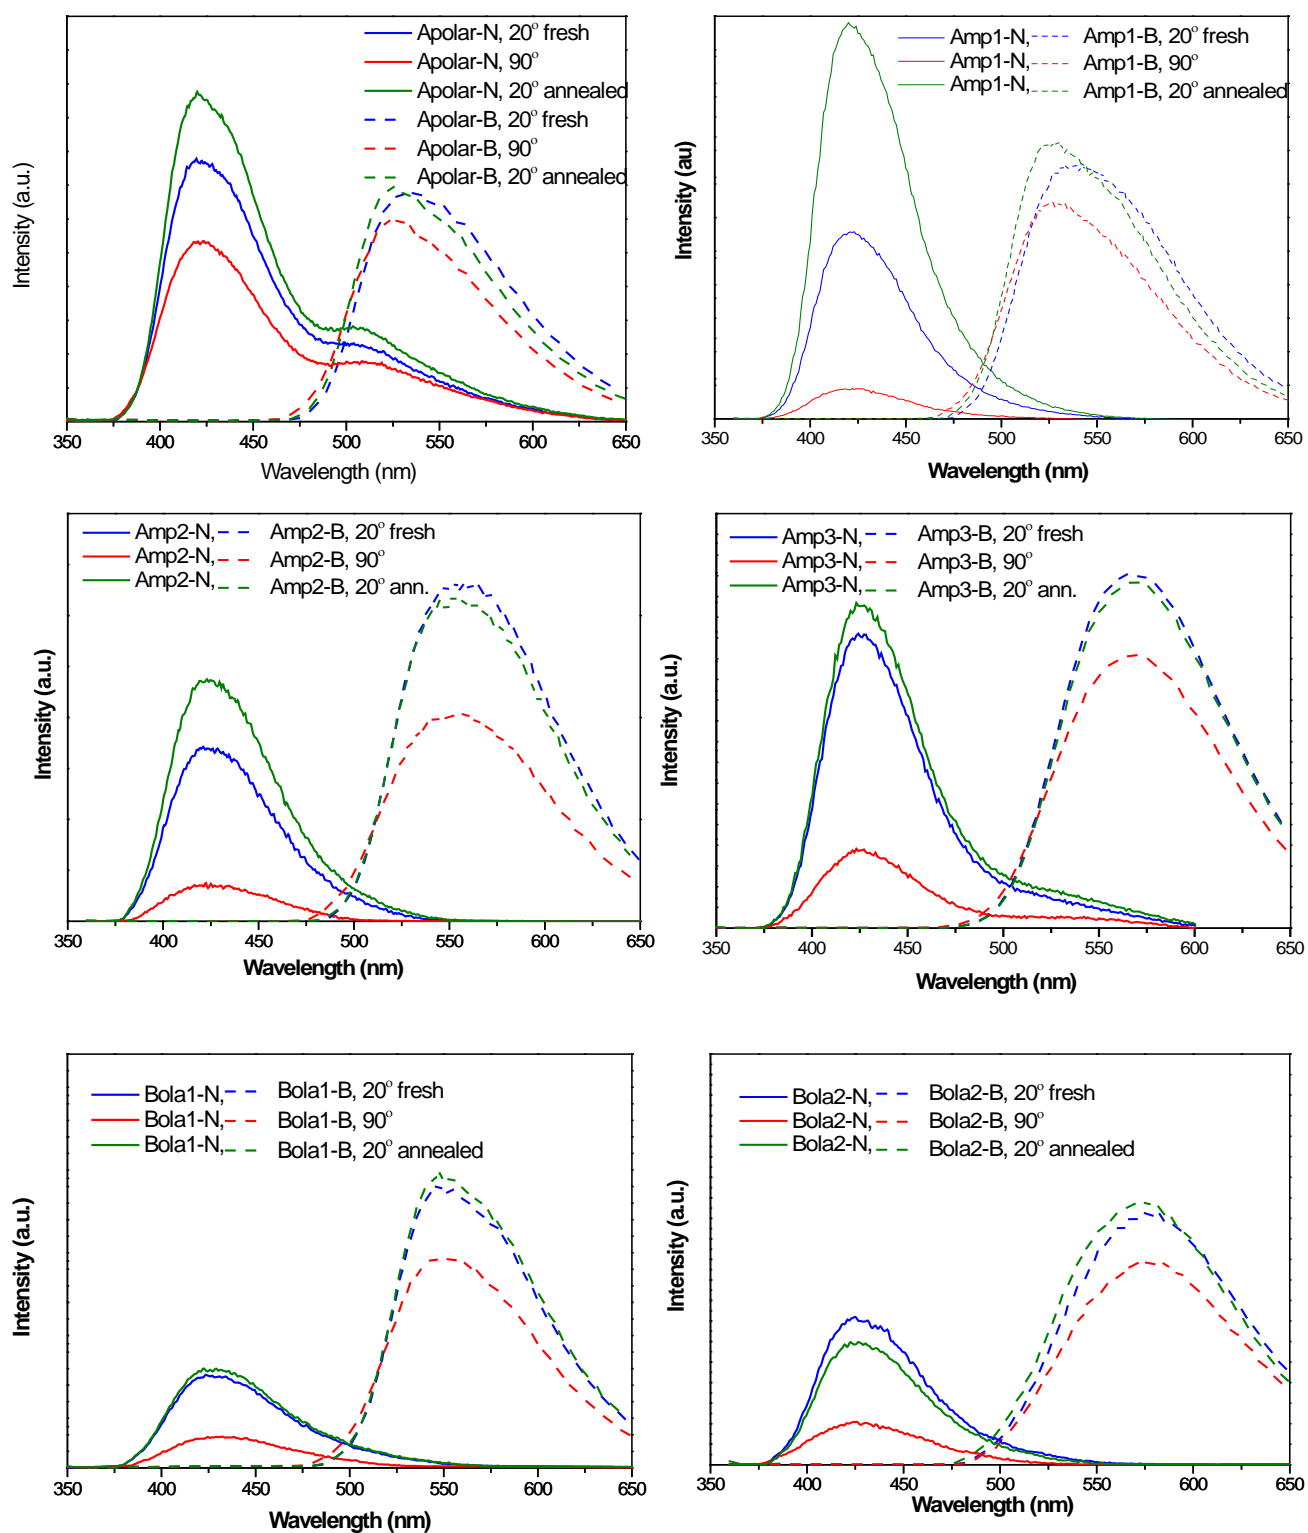 Apolar-N, 20° fresh
Apolar-N, 90°
Apolar-N, 20° annealed
Apolar-B, 20° fresh
Apolar-B, 90°
Apolar-B, 20° annealed
Intensity (a.u.)
350 400 450 500 550 600 650
Wavelength (nm)
Amp1-N, Amp1-B, 20° fresh
Amp1-N, Amp1-B, 90°
Amp1-N, Amp1-B, 20° annealed
Intensity (au)
350 400 450 500 550 600 650
Wavelength (nm)
Amp2-N, Amp2-B, 20° fresh
Amp2-N, Amp2-B, 90°
Amp2-N, Amp2-B, 20° ann.
Intensity (a.u.)
350 400 450 500 550 600 650
Wavelength (nm)
Amp3-N, Amp3-B, 20° fresh
Amp3-N, Amp3-B, 90°
Amp3-N, Amp3-B, 20° ann.
Intensity (a.u.)
350 400 450 500 550 600 650
Wavelength (nm)
Bola1-N, Bola1-B, 20° fresh
Bola1-N, Bola1-B, 90°
Bola1-N, Bola1-B, 20° annealed
Intensity (a.u.)
350 400 450 500 550 600 650
Wavelength (nm)
Bola2-N, Bola2-B, 20° fresh
Bola2-N, Bola2-B, 90°
Bola2-N, Bola2-B, 20° annealed
Intensity (a.u.)
350 400 450 500 550 600 650
Wavelength (nm)